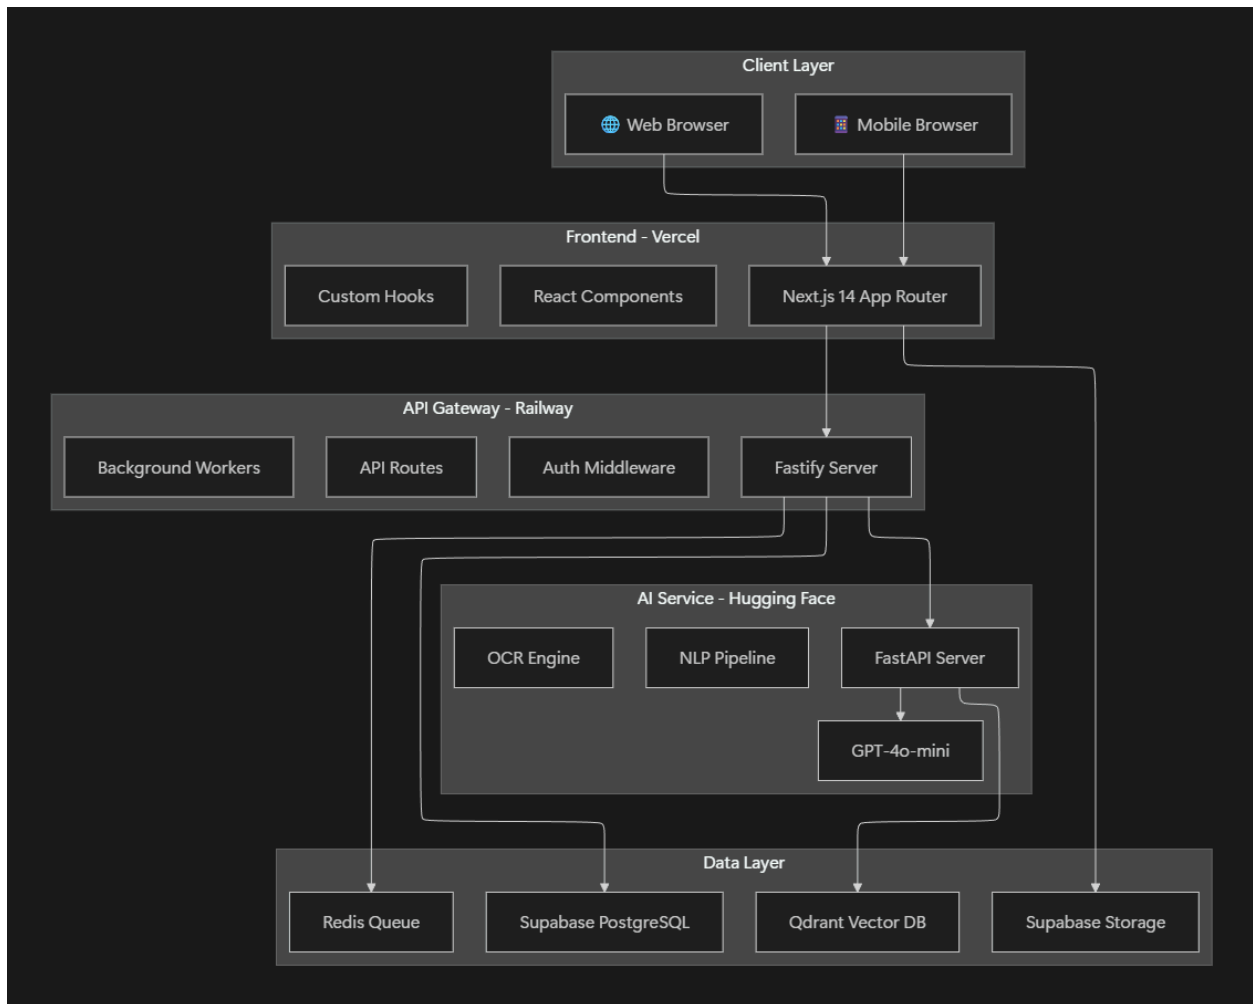 Client Layer
🌐 Web Browser
📱 Mobile Browser
Frontend - Vercel
Custom Hooks
React Components
Next.js 14 App Router
API Gateway - Railway
Background Workers
API Routes
Auth Middleware
Fastify Server
AI Service - Hugging Face
OCR Engine
NLP Pipeline
FastAPI Server
GPT-4o-mini
Data Layer
Redis Queue
Supabase PostgreSQL
Qdrant Vector DB
Supabase Storage